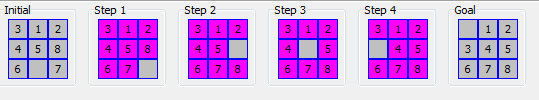 Initial Step 1 Step 2 Step 3 Step 4 Goal
3 1 2 3 1 2 3 1 2 3 1 2 3 1 2 1 2
4 5 8 4 5 8 4 5 4 5 4 5 3 4 5
6 7 6 7 6 7 8 6 7 8 6 7 8 6 7 8